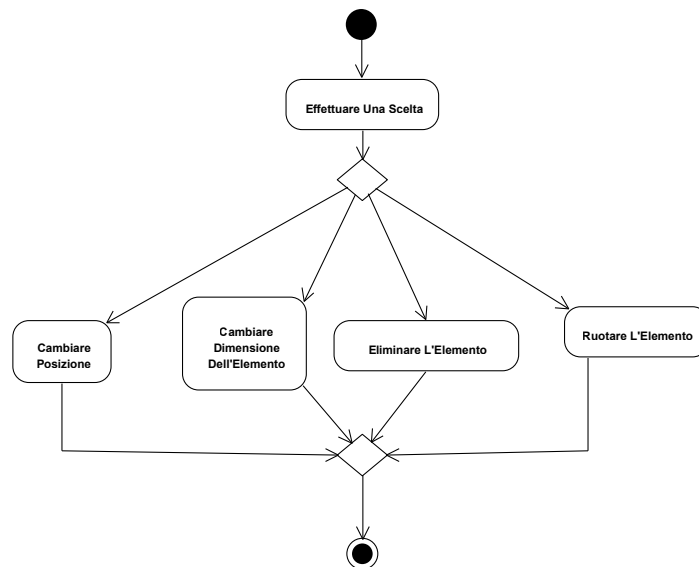 Effettuare Una Scelta
Cambiare
Posizione
Cambiare
Dimensione
Dell'Elemento
Eliminare L'Elemento
Ruotare L'Elemento